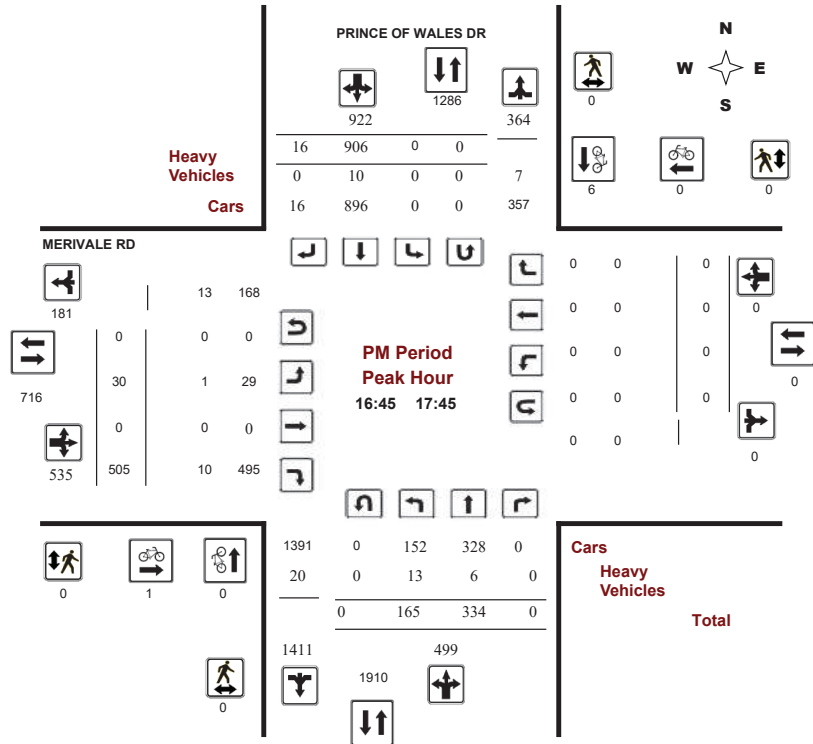 PRINCE OF WALES DR
N
W E
S
1286
0
922 364
16 906 0 0
Heavy
Vehicles
0 10 0 0 7
Cars 16 896 0 0 357
6 0 0
MERIVALE RD
181
13 168
0 0 0
716
30 1 29
0 0 0
535 505 10 495
PM Period
Peak Hour
16:45 17:45
0 0 0
0 0 0
0 0 0
0 0 0
0 0
0
0
0
0 1 0
0
1391 0 152 328 0
20 0 13 6 0
0 165 334 0
1411 499
1910
Cars
Heavy
Vehicles
Total